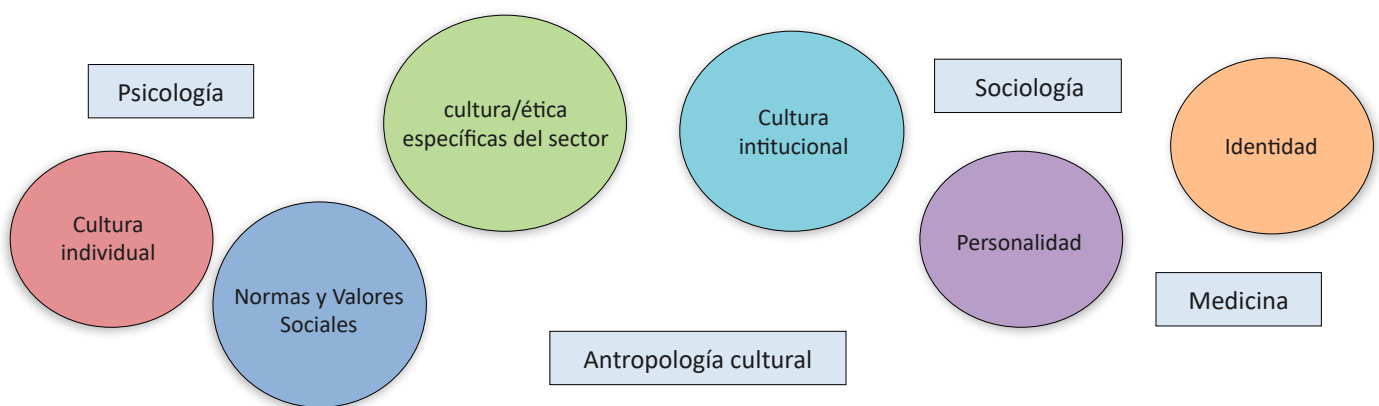 Psicología
cultura/ética
específicas del sector
Cultura
intitucional
Sociología
Identidad
Cultura
individual
Normas y Valores
Sociales
Personalidad
Medicina
Antropología cultural